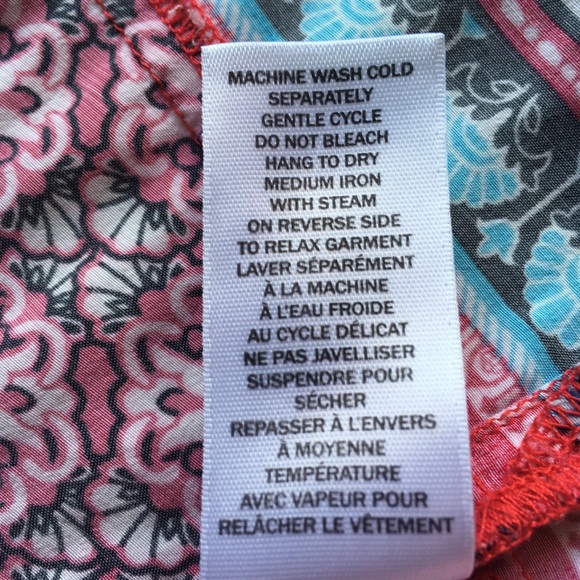 MACHINE WASH COLD
SEPARATELY
GENTLE CYCLE
DO NOT BLEACH
HANG TO DRY
MEDIUM IRON
WITH STEAM
ON REVERSE SIDE
TO RELAX GARMENT
LAVER SÉPARÉMENT
À LA MACHINE
À L'EAU FROIDE
AU CYCLE DÉLICAT
NE PAS JAVELLISER
SUSPENDRE POUR
SÉCHER
REPASSER À L'ENVERS
À MOYENNE
TEMPÉRATURE
AVEC VAPEUR POUR
RELÂCHER LE VÊTEMENT